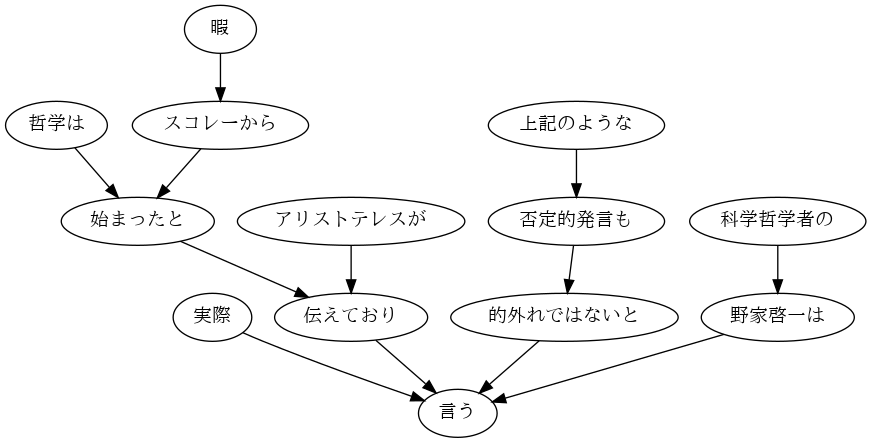 暇
哲学は
スコレーから
上記のような
始まったと
アリストテレスが
否定的発言も
科学哲学者の
実際
伝えており
的外れではないと
野家啓一は
言う